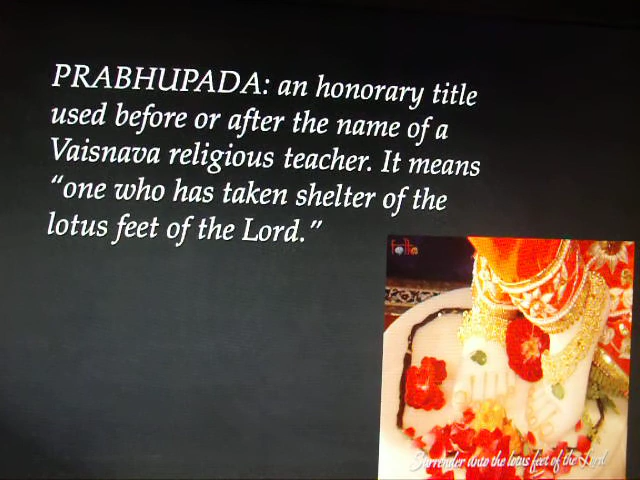 PRABHUPADA: an honorary title
used before or after the name of a
Vaisnava religious teacher. It means
“one who has taken shelter of the
lotus feet of the Lord.”
Surrender unto the lotus feet of the Lord